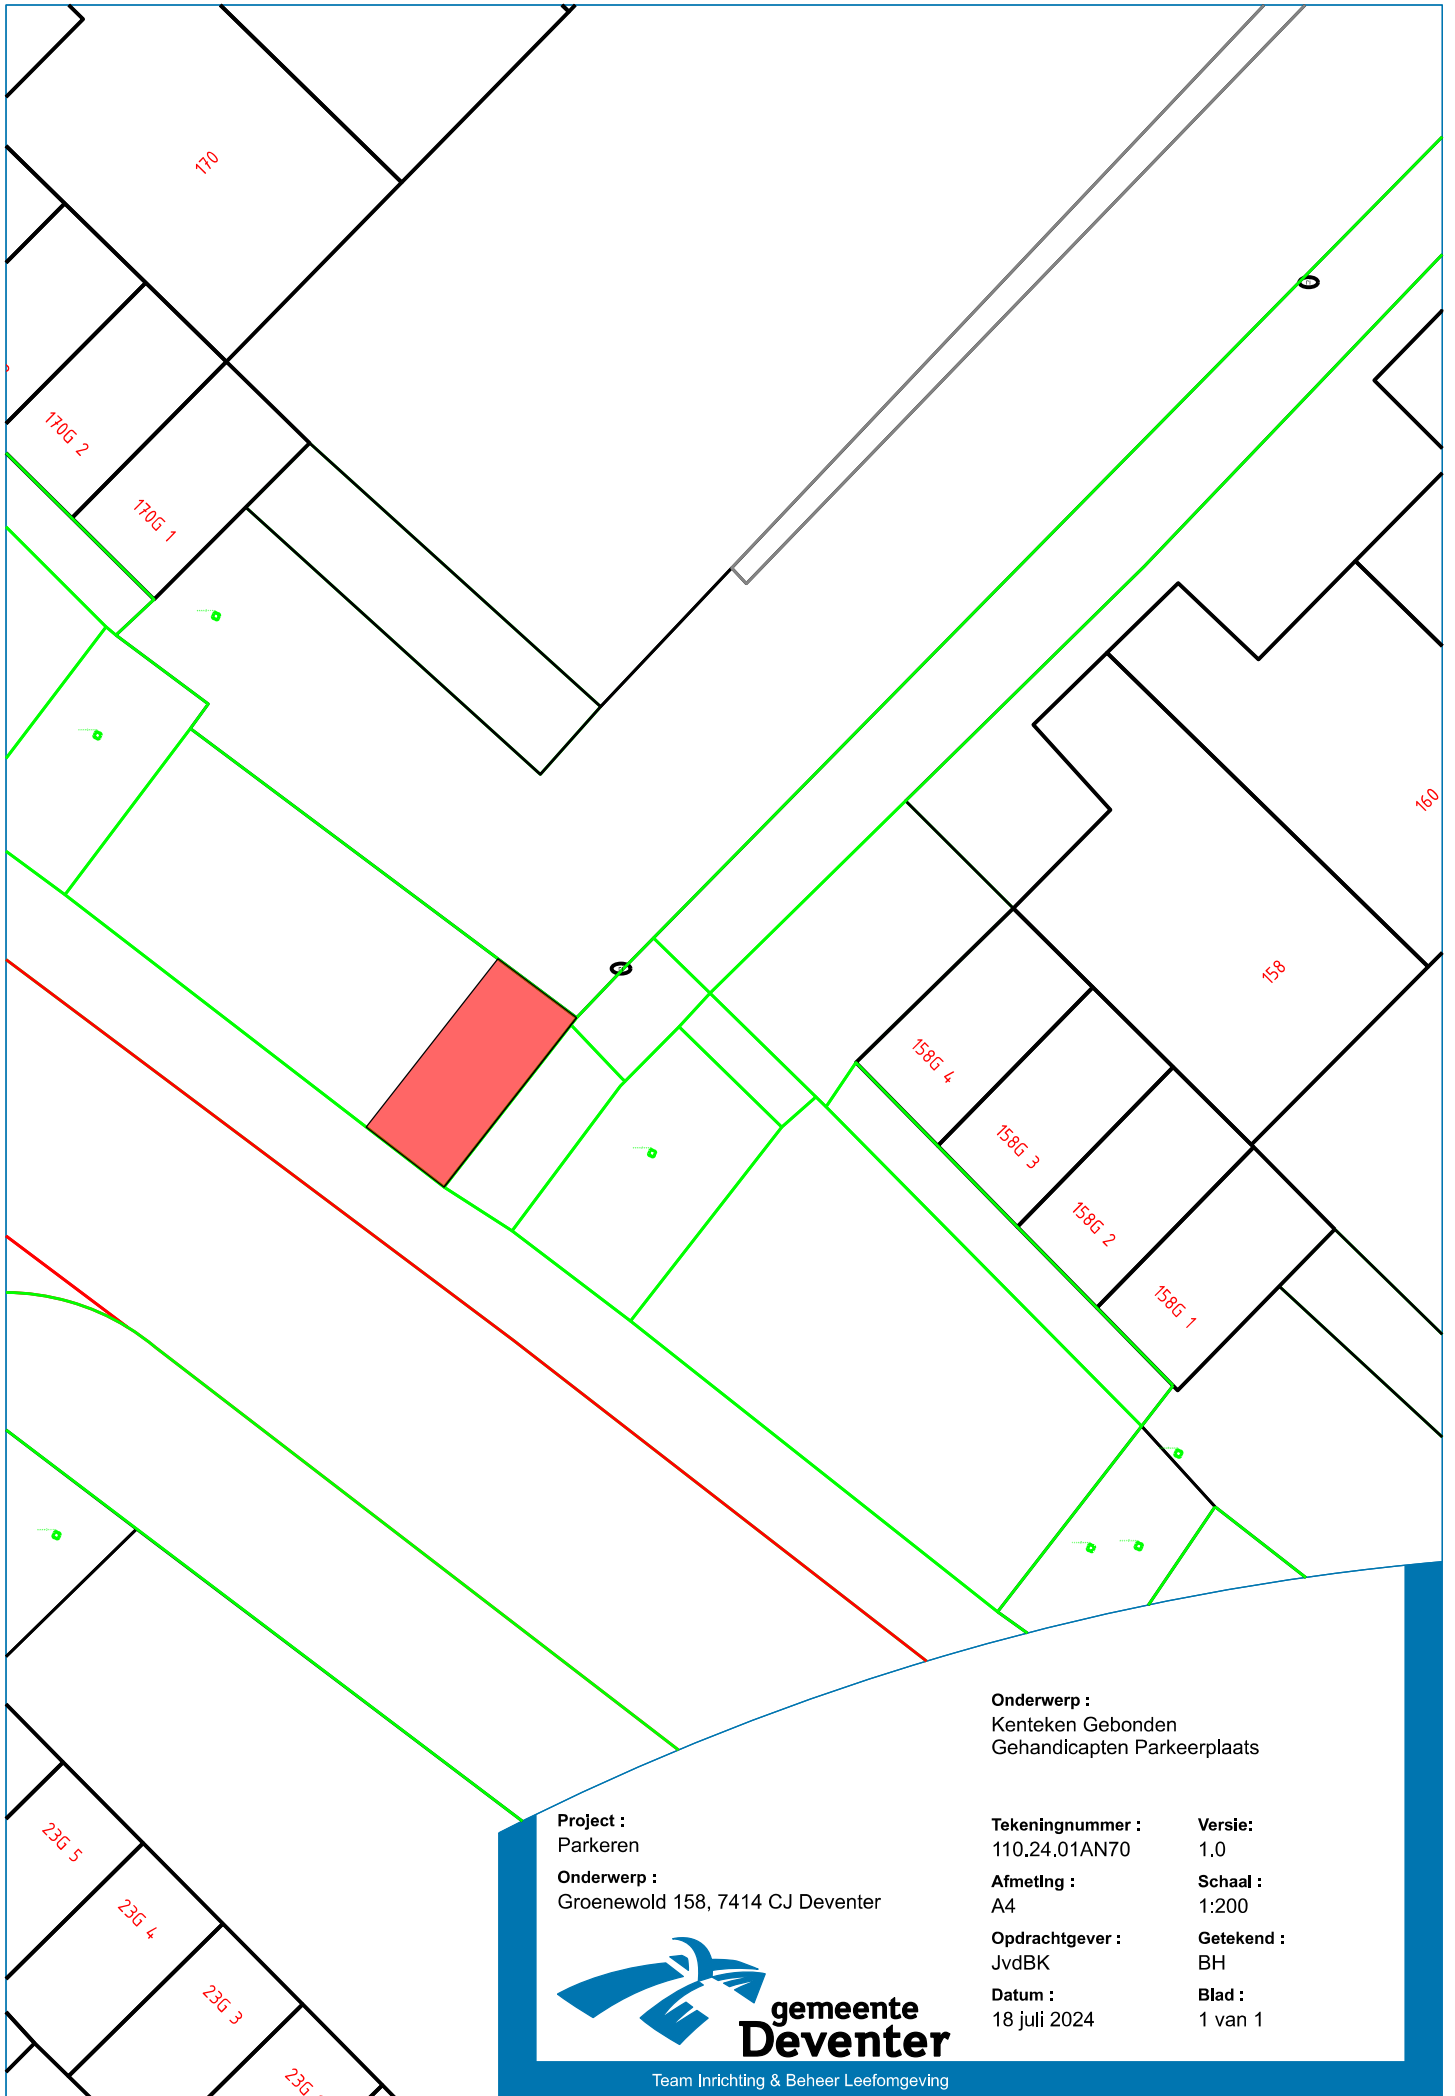 170
170G 2
170G 1
160
158
158G 4
158G 3
158G 2
158G 1
23G 5
23G 4
23G 3
23G
Onderwerp :
Kenteken Gebonden
Gehandicapten Parkeerplaats
Project :
Parkeren
Onderwerp :
Groenewold 158, 7414 CJ Deventer
Tekeningnummer :
110.24.01AN70
Versie:
1.0
Afmeting :
A4
Schaal :
1:200
Opdrachtgever :
JvdBK
Getekend :
BH
Datum :
18 juli 2024
Blad :
1 van 1
gemeente
Deventer
Team Inrichting & Beheer Leefomgeving